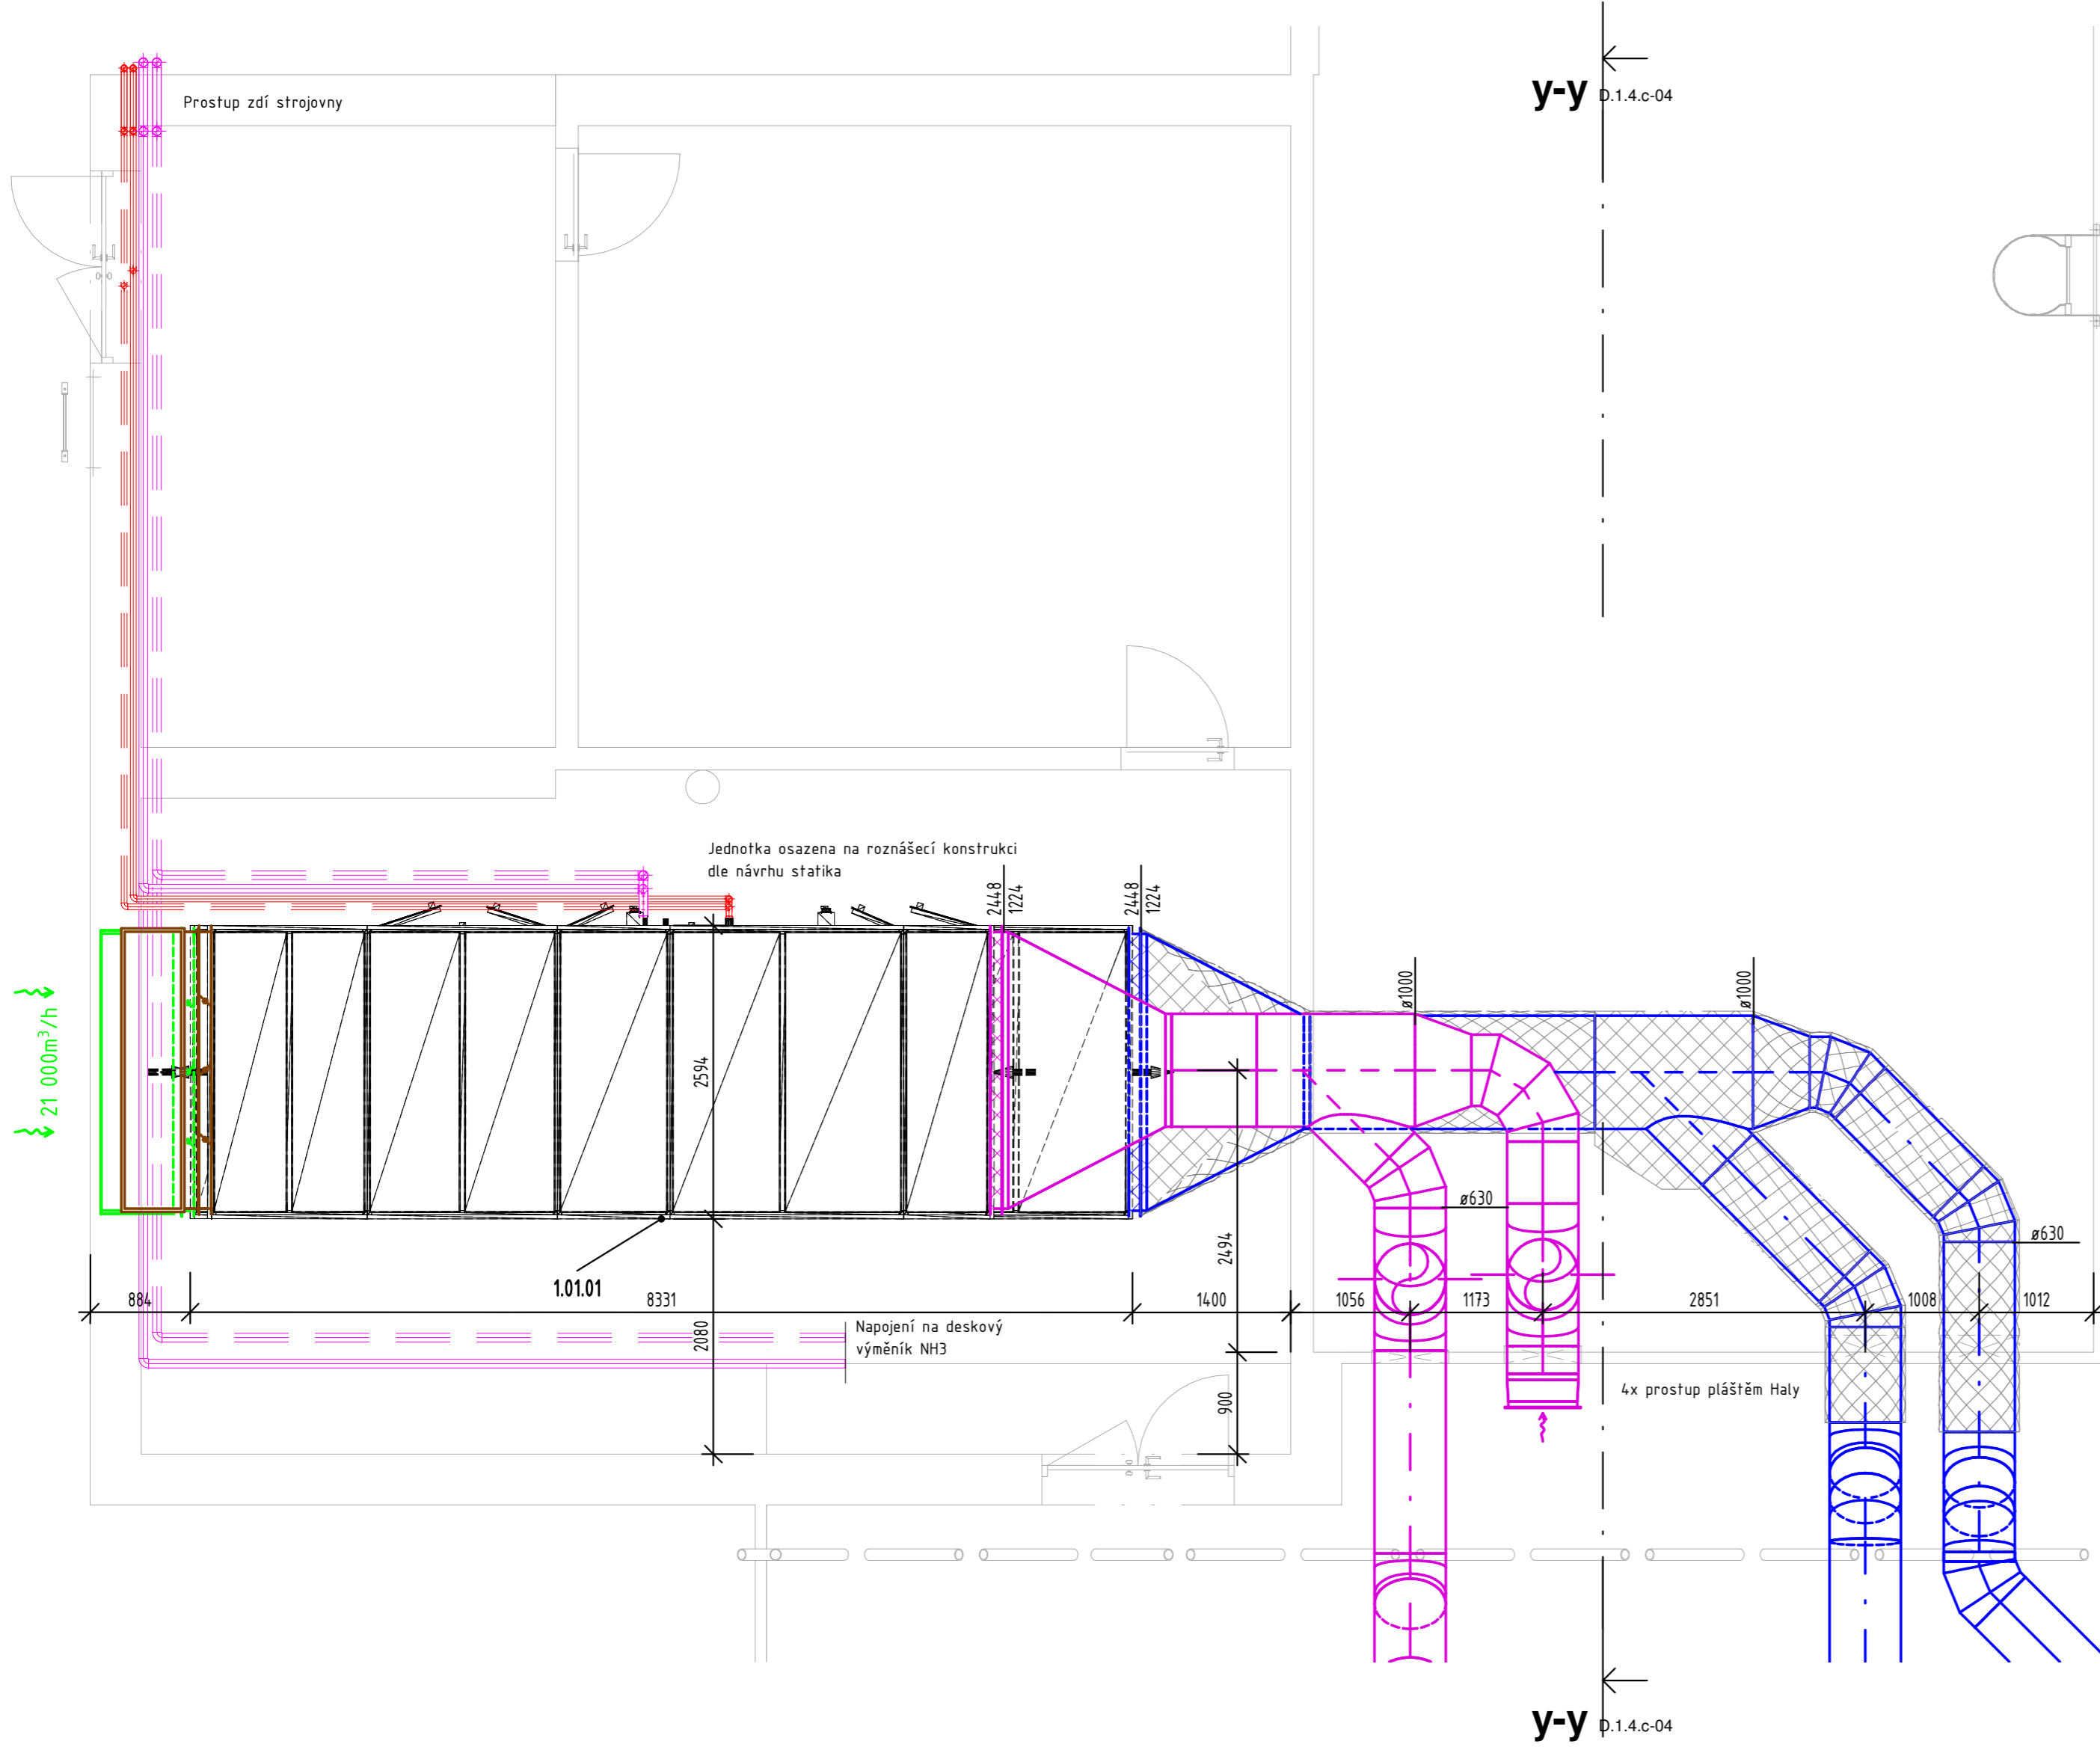 y-y D.1.4.c-04
Prostup zdí strojovny
Jednotka osazena na roznášecí konstrukci
dle návrhu statika
2448
1224
2448
1224
ø1000
ø1000
21 000m³/h
2594
ø630
ø630
2494
1.01.01
884
8331
1400
1056
1173
2851
1008
1012
2080
Napojení na deskový
výměník NH3
900
4x prostup pláštěm Haly
y-y D.1.4.c-04